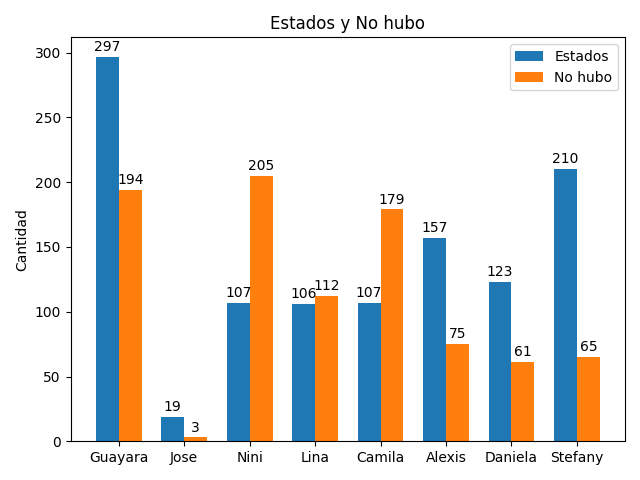 Estados y No hubo
Estados
No hubo
Cantidad
300
250
200
150
100
50
0
297
194
19
3
107
205
106
112
107
179
157
75
123
61
210
65
Guayara
Jose
Nini
Lina
Camila
Alexis
Daniela
Stefany